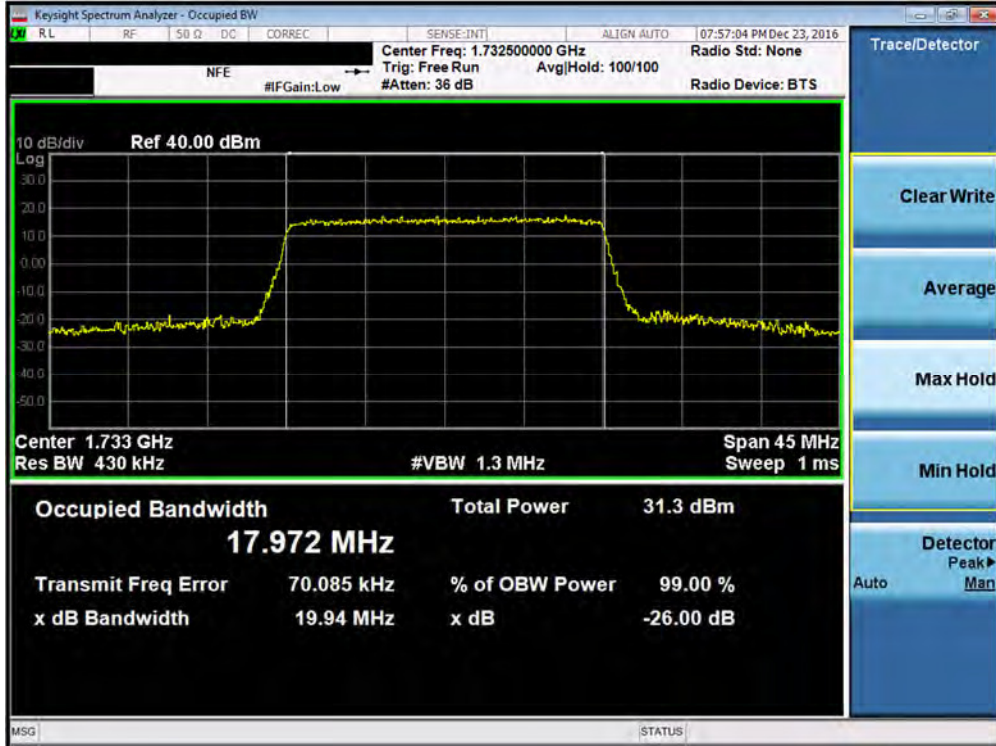 Keysight Spectrum Analyzer - Occupied BW
LXI RL RF 50 Ω DC CORREC SENSE:INT ALIGN AUTO 07:57:04 PM Dec 23, 2016
Center Freq: 1.732500000 GHz Radio Std: None
NFE Trig: Free Run Avg|Hold: 100/100
#IFGain:Low #Atten: 36 dB Radio Device: BTS
Trace/Detector
10 dB/div Ref 40.00 dBm
Log
30.0
20.0
10.0
0.00
-10.0
-20.0
-30.0
-40.0
-50.0
Center 1.733 GHz Span 45 MHz
Res BW 430 kHz #VBW 1.3 MHz Sweep 1 ms
Occupied Bandwidth Total Power 31.3 dBm
17.972 MHz
Transmit Freq Error 70.085 kHz % of OBW Power 99.00 %
x dB Bandwidth 19.94 MHz x dB -26.00 dB
Clear Write
Average
Max Hold
Min Hold
Detector
Peak▶
Auto Man
MSG STATUS